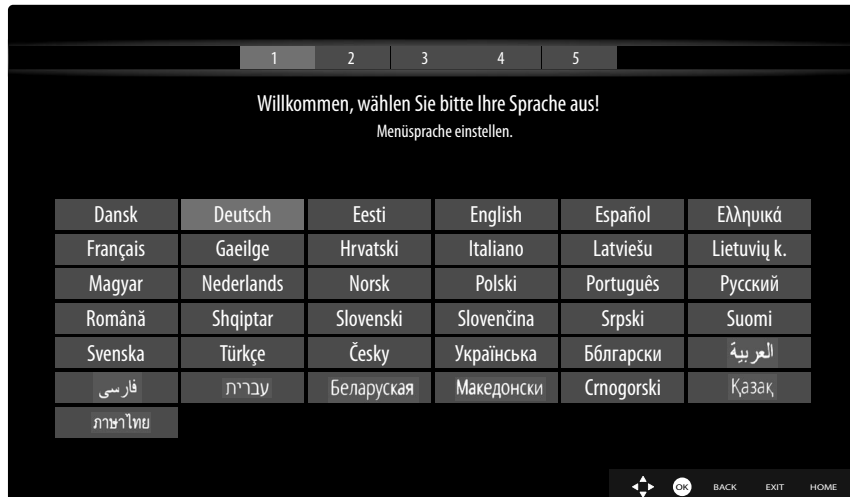 1 2 3 4 5
Willkommen, wählen Sie bitte Ihre Sprache aus!
Menüsprache einstellen.
Dansk Deutsch Eesti English Español Ελληυικά
Français Gaeilge Hrvatski Italiano Latviešu Lietuvių k.
Magyar Nederlands Norsk Polski Português Русский
Română Shqiptar Slovenski Slovenčina Srpski Suomi
Svenska Türkçe Česky Українська Бблгарски العربية
فارسی עברית Беларуская Македонски Crnogorski Қазақ
ภาษาไทย
OK BACK EXIT HOME